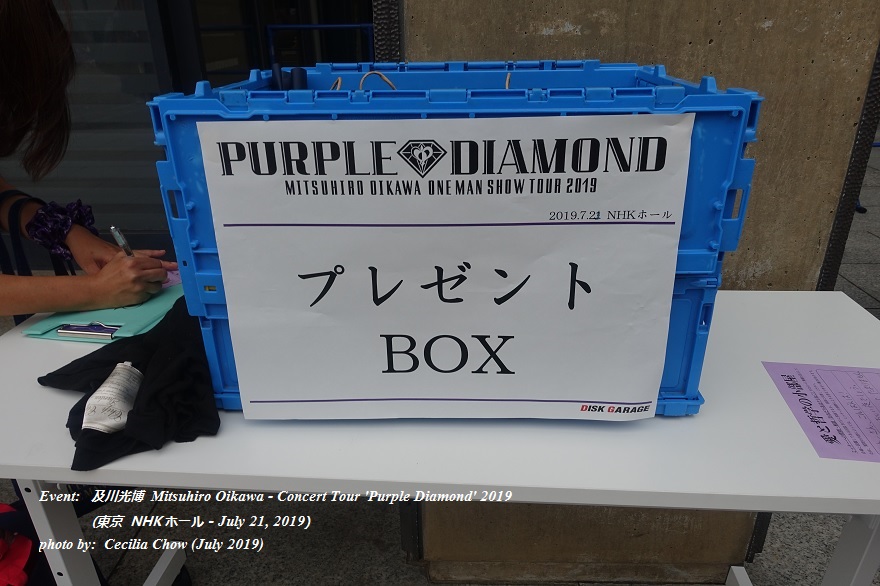 PURPLE DIAMOND
MITSUHIRO OIKAWA ONE MAN SHOW TOUR 2019
2019.7.21 NHKホール
プレゼント
BOX
DISK GARAGE
Event: 及川光博 Mitsuhiro Oikawa - Concert Tour 'Purple Diamond' 2019
(東京 NHKホール - July 21, 2019)
photo by: Cecilia Chow (July 2019)